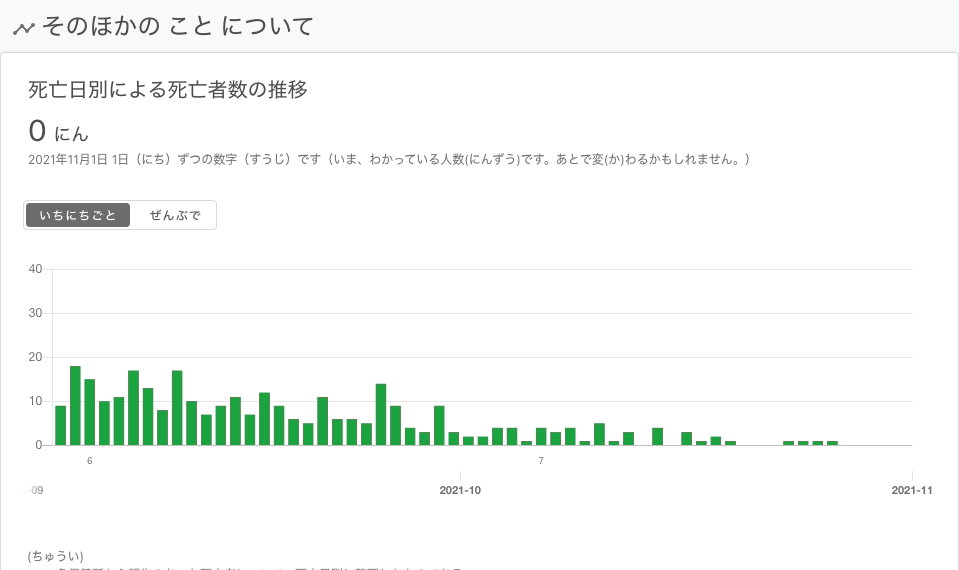 そのほかの こと について
死亡日別による死亡者数の推移
0 にん
2021年11月1日 1日（にち）ずつの数字（すうじ）です（いま、わかっている人数(にんずう)です。あとで変(か)わるかもしれません。）
いちにちごと ぜんぶで
40
30
20
10
0
6 7
-09 2021-10 2021-11
(ちゅうい)